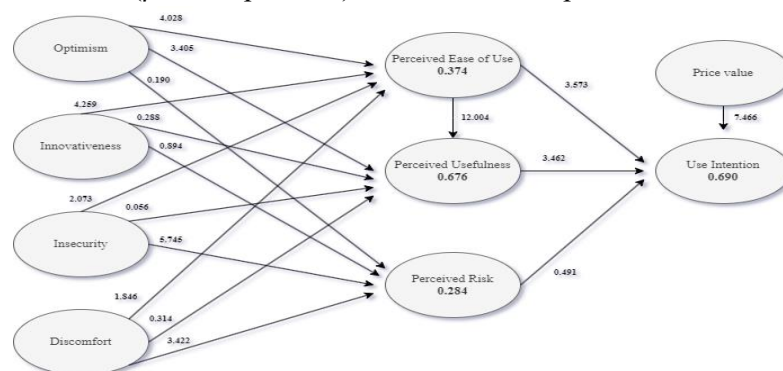 4.028
Optimism
3.405
Perceived Ease of Use
0.374
Price value
0.190
3.573
4.259
12.004
7.466
0.288
Innovativeness
0.894
Perceived Usefulness
0.676
3.462
Use Intention
0.690
2.073
0.056
Insecurity
5.745
Perceived Risk
0.284
0.491
1.846
0.314
Discomfort
3.422